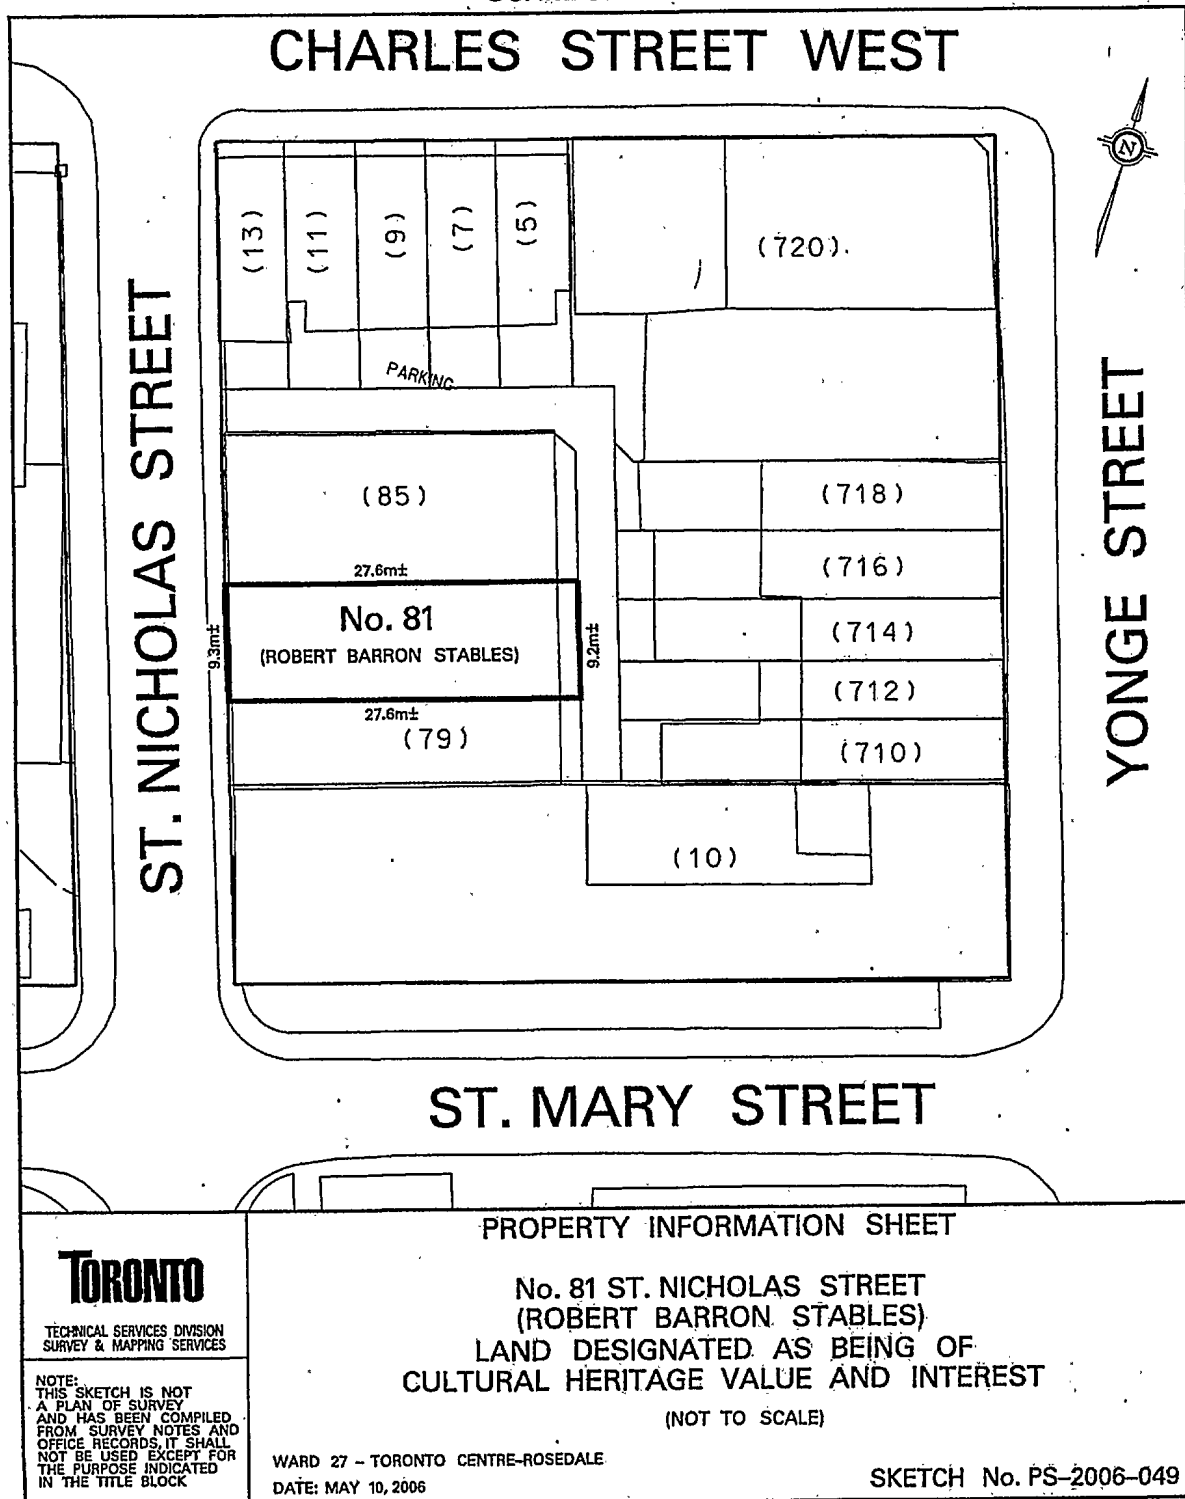 CHARLES STREET WEST
N
(13)
(11)
(9)
(7)
(5)
(720).
PARKING
ST. NICHOLAS STREET
YONGE STREET
(85)
(718)
(716)
27.6m±
No. 81
(ROBERT BARRON STABLES)
9.3m±
9.2m±
(714)
(712)
27.6m±
(79)
(710)
(10)
ST. MARY STREET
TORONTO
TECHNICAL SERVICES DIVISION
SURVEY & MAPPING SERVICES
NOTE:
THIS SKETCH IS NOT
A PLAN OF SURVEY
AND HAS BEEN COMPILED
FROM SURVEY NOTES AND
OFFICE RECORDS, IT SHALL
NOT BE USED EXCEPT FOR
THE PURPOSE INDICATED
IN THE TITLE BLOCK
PROPERTY INFORMATION SHEET
No. 81 ST. NICHOLAS STREET
(ROBERT BARRON STABLES)
LAND DESIGNATED AS BEING OF
CULTURAL HERITAGE VALUE AND INTEREST
(NOT TO SCALE)
WARD 27 - TORONTO CENTRE-ROSEDALE
DATE: MAY 10, 2006
SKETCH No. PS-2006-049